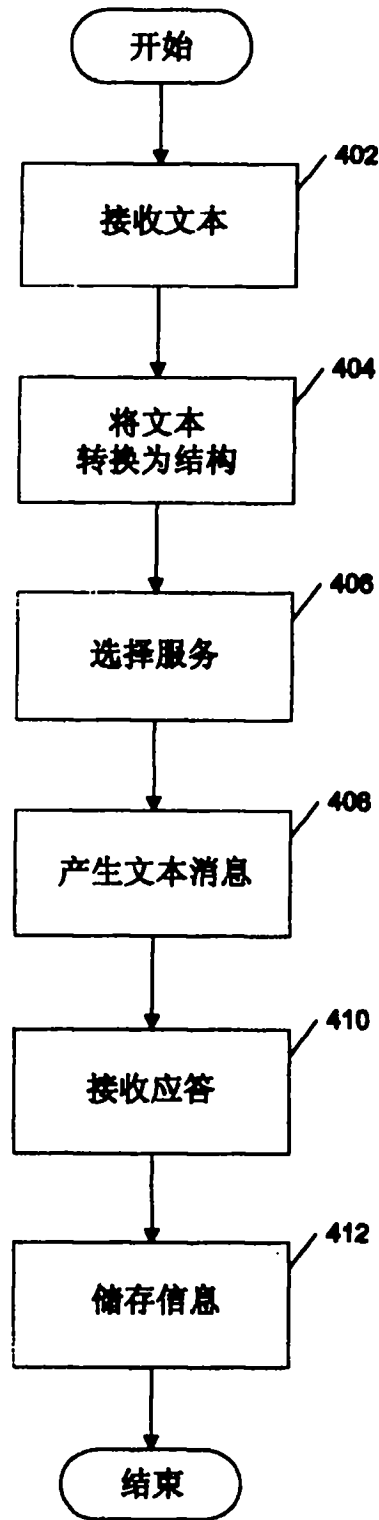 开始
402
接收文本
404
将文本
转换为结构
406
选择服务
408
产生文本消息
410
接收应答
412
储存信息
结束